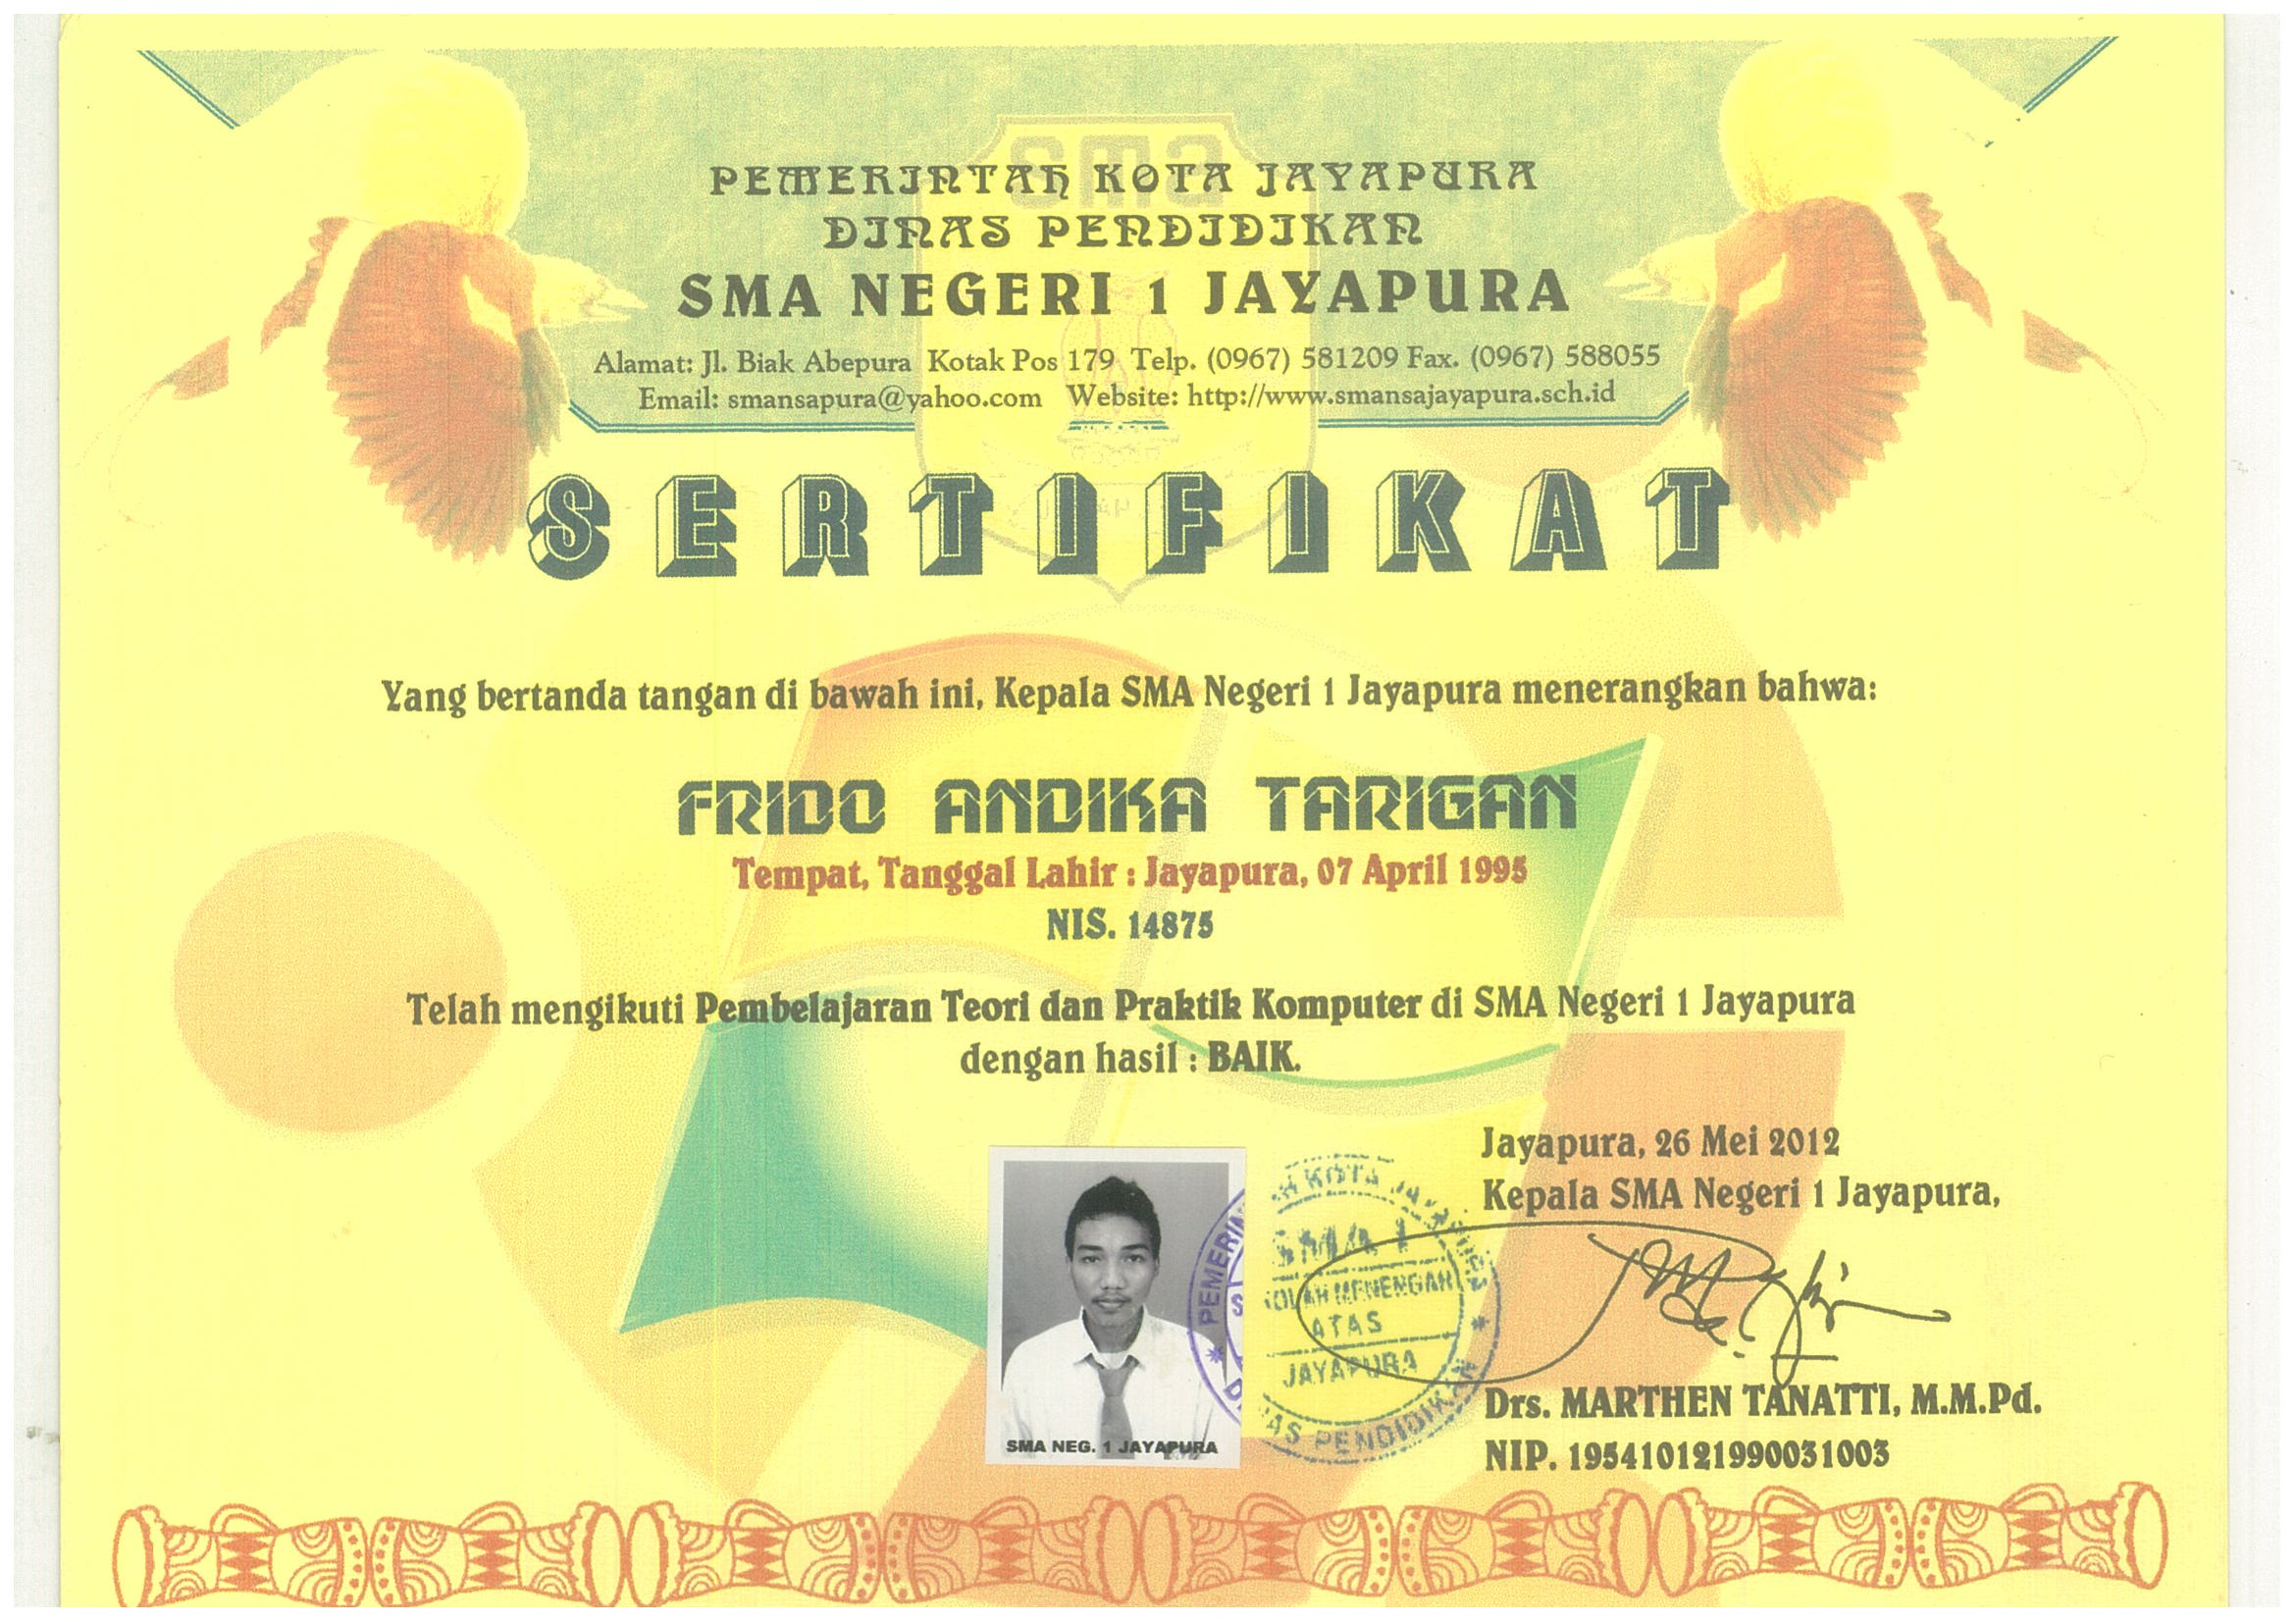 PEMERINTAH KOTA JAYAPURA
DINAS PENDIDIKAN
SMA NEGERI 1 JAYAPURA
Alamat: Jl. Biak Abepura Kotak Pos 179 Telp. (0967) 581209 Fax. (0967) 588055
Email: smansapura@yahoo.com Website: http://www.smansajayapura.sch.id
sma
SERTIFIKAT
Yang bertanda tangan di bawah ini, Kepala SMA Negeri 1 Jayapura menerangkan bahwa:
FRIDO ANDIKA TARIGAN
Tempat, Tanggal Lahir : Jayapura, 07 April 1995
NIS. 14875
Telah mengikuti Pembelajaran Teori dan Praktik Komputer di SMA Negeri 1 Jayapura
dengan hasil : BAIK.
Jayapura, 26 Mei 2012
Kepala SMA Negeri 1 Jayapura,
KOTA JAYAPURA
SMA 1
MENENGAH
ATAS
JAYAPURA
PENDIDIKAN
SMA NEG. 1 JAYAPURA
Drs. MARTHEN TANATTI, M.M.Pd.
NIP. 195410121990031003